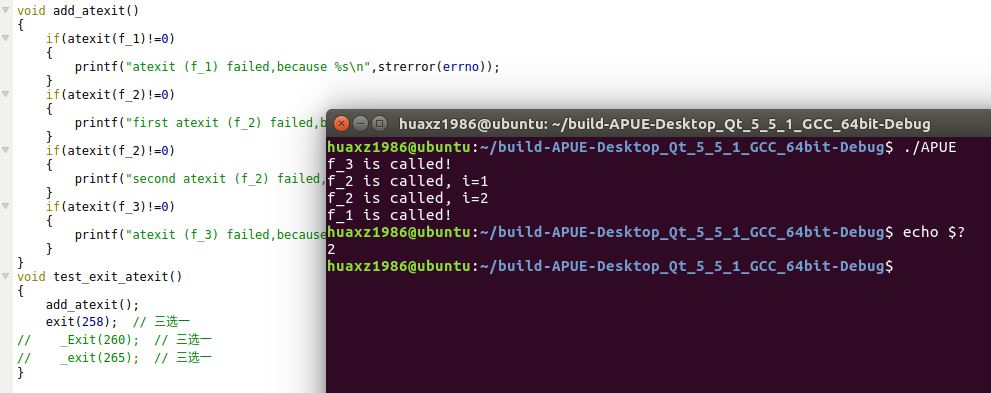 void add_atexit()
{
    if(atexit(f_1)!=0)
    {
        printf("atexit (f_1) failed,because %s\n",strerror(errno));
    }
    if(atexit(f_2)!=0)
    {
        printf("first atexit (f_2) failed,
    }
    if(atexit(f_2)!=0)
    {
        printf("second atexit (f_2) failed,
    }
    if(atexit(f_3)!=0)
    {
        printf("atexit (f_3) failed,because
    }
}
void test_exit_atexit()
{
    add_atexit();
    exit(258);  // 三选一
//    _Exit(260);  // 三选一
//    _exit(265);  // 三选一
}
huaxz1986@ubuntu: ~/build-APUE-Desktop_Qt_5_5_1_GCC_64bit-Debug
huaxz1986@ubuntu:~/build-APUE-Desktop_Qt_5_5_1_GCC_64bit-Debug$ ./APUE
f_3 is called!
f_2 is called, i=1
f_2 is called, i=2
f_1 is called!
huaxz1986@ubuntu:~/build-APUE-Desktop_Qt_5_5_1_GCC_64bit-Debug$ echo $?
2
huaxz1986@ubuntu:~/build-APUE-Desktop_Qt_5_5_1_GCC_64bit-Debug$